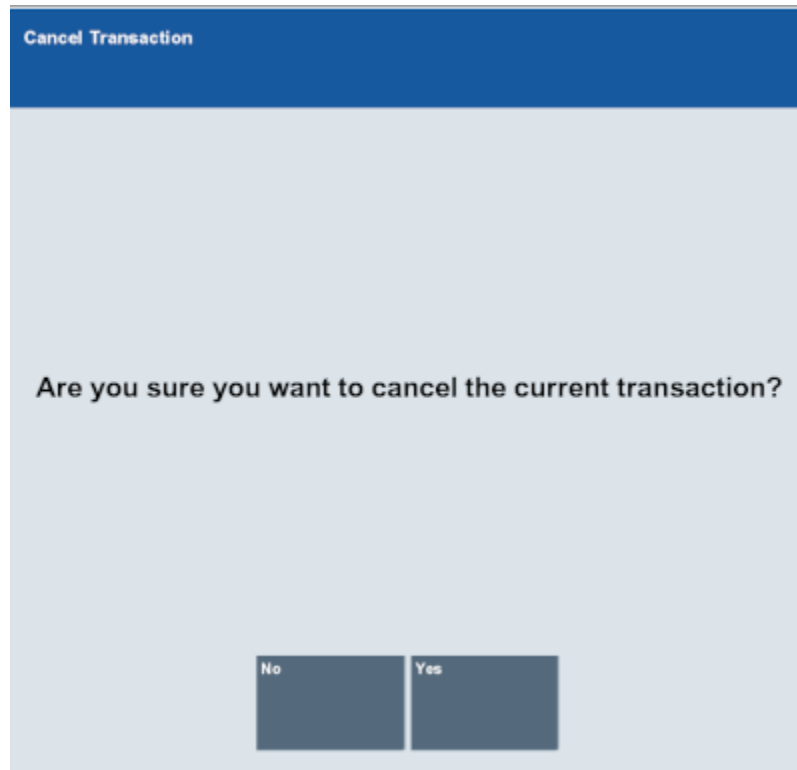 Cancel Transaction
Are you sure you want to cancel the current transaction?
No
Yes